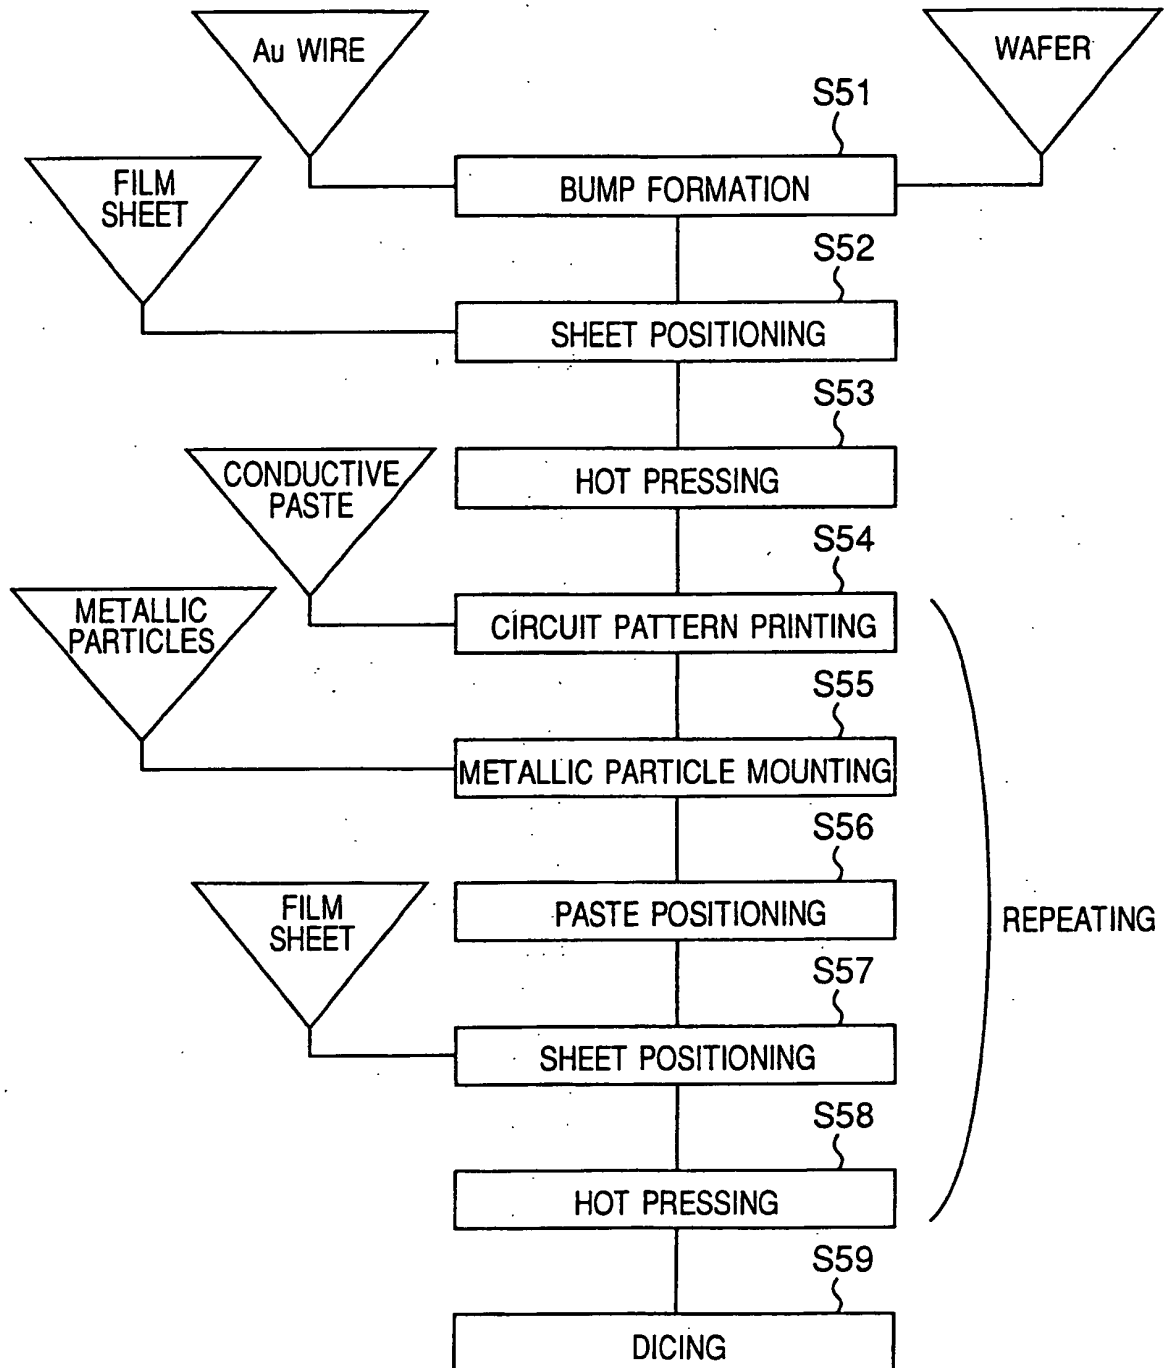 Au WIRE
WAFER
S51
BUMP FORMATION
FILM
SHEET
S52
SHEET POSITIONING
S53
HOT PRESSING
CONDUCTIVE
PASTE
S54
CIRCUIT PATTERN PRINTING
METALLIC
PARTICLES
S55
METALLIC PARTICLE MOUNTING
S56
PASTE POSITIONING
FILM
SHEET
REPEATING
S57
SHEET POSITIONING
S58
HOT PRESSING
S59
DICING